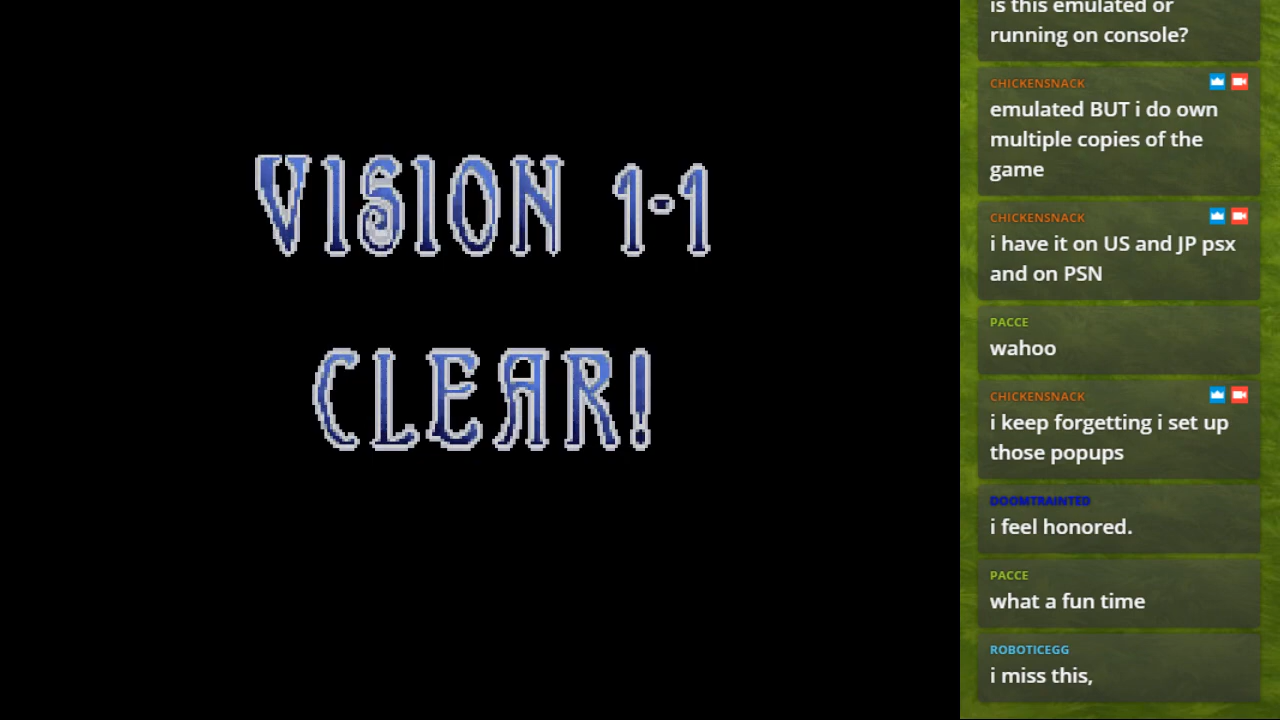 VISION 1-1
CLEAR!
is this emulated or
running on console?
CHICKENSNACK
emulated BUT i do own
multiple copies of the
game
CHICKENSNACK
i have it on US and JP psx
and on PSN
PACCE
wahoo
CHICKENSNACK
i keep forgetting i set up
those popups
DOOMTRAINTED
i feel honored.
PACCE
what a fun time
ROBOTICEGG
i miss this,